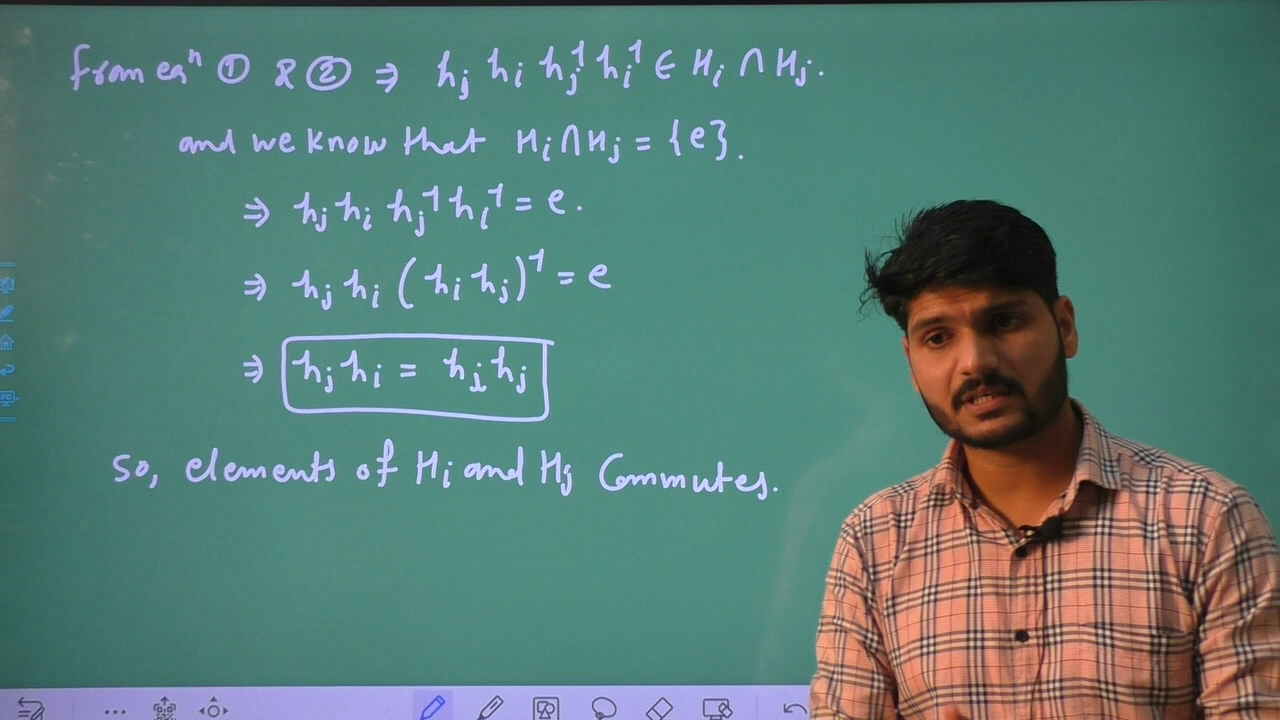 from eqⁿ ① & ② ⇒ hⱼ hᵢ hⱼ⁻¹ hᵢ⁻¹ ∈ Hᵢ ∩ Hⱼ.
and we know that Hᵢ ∩ Hⱼ = {e}.
⇒ hⱼ hᵢ hⱼ⁻¹ hᵢ⁻¹ = e.
⇒ hⱼ hᵢ (hᵢ hⱼ)⁻¹ = e
⇒ hⱼ hᵢ = hᵢ hⱼ
So, elements of Hᵢ and Hⱼ Commutes.